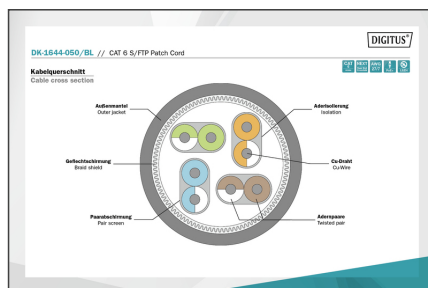 DIGITUS®
DK-1644-050/BL // CAT 6 S/FTP Patch Cord
Kabelquerschnitt
Cable cross section
Außenmantel
Outer jacket
Aderisolierung
Isolation
Geflechtschirmung
Braid shield
Cu-Draht
Cu-Wire
Paarabschirmung
Pair screen
Adernpaare
Twisted pair